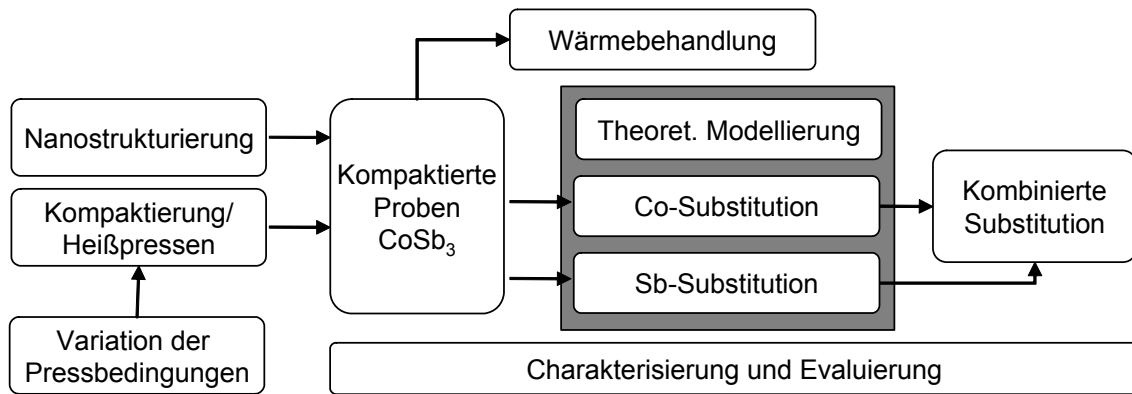 Wärmebehandlung
Nanostrukturierung
Kompaktierung/
Heißpressen
Variation der
Pressbedingungen
Kompaktierte
Proben
CoSb₃
Theoret. Modellierung
Co-Substitution
Sb-Substitution
Kombinierte
Substitution
Charakterisierung und Evaluierung